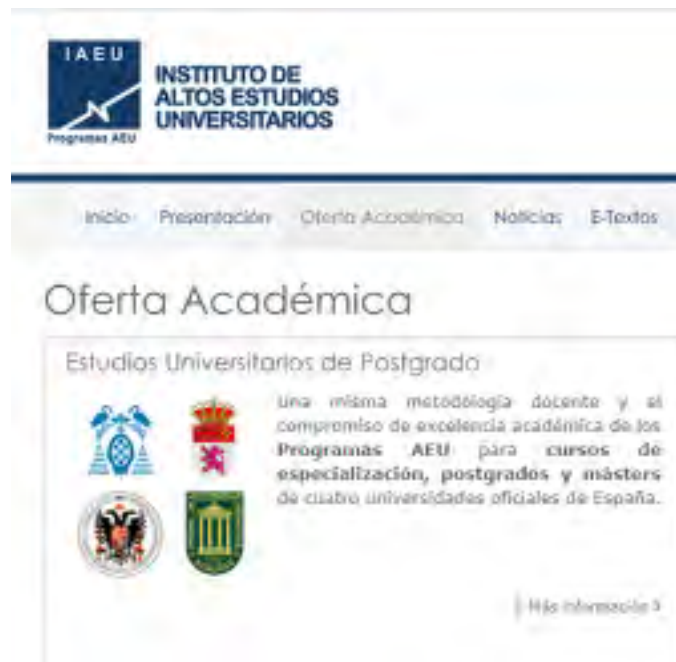 IAEU
Programas AEU
INSTITUTO DE
ALTOS ESTUDIOS
UNIVERSITARIOS
Inicio Presentación Oferta Académica Noticias E-Textos
Oferta Académica
Estudios Universitarios de Postgrado
Una misma metodología docente y el
compromiso de excelencia académica de los
Programas AEU para cursos de
especialización, postgrados y másters
de cuatro universidades oficiales de España.
| Más información >